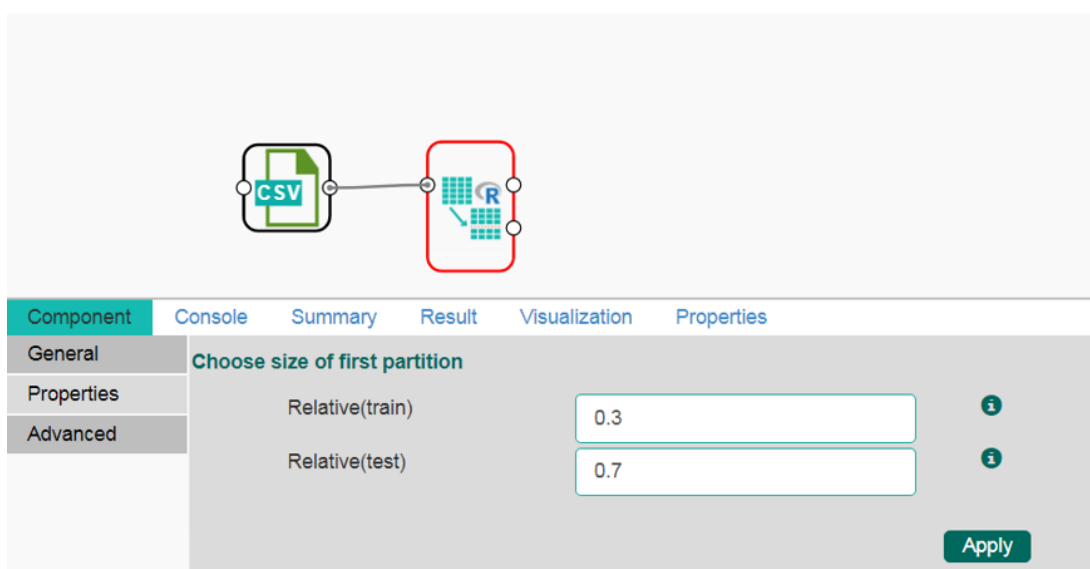 CSV
R
Component Console Summary Result Visualization Properties
General
Choose size of first partition
Properties
Relative(train) 0.3
Advanced
Relative(test) 0.7
Apply